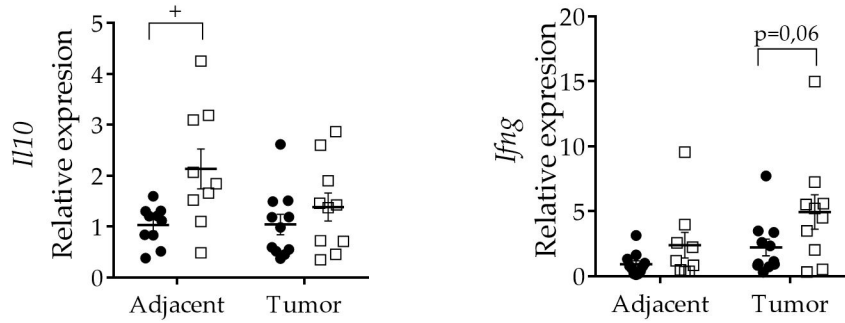 Il10
Relative expresion
5
4
3
2
1
0
+
Adjacent
Tumor
Ifng
Relative expresion
20
15
10
5
0
p=0,06
Adjacent
Tumor